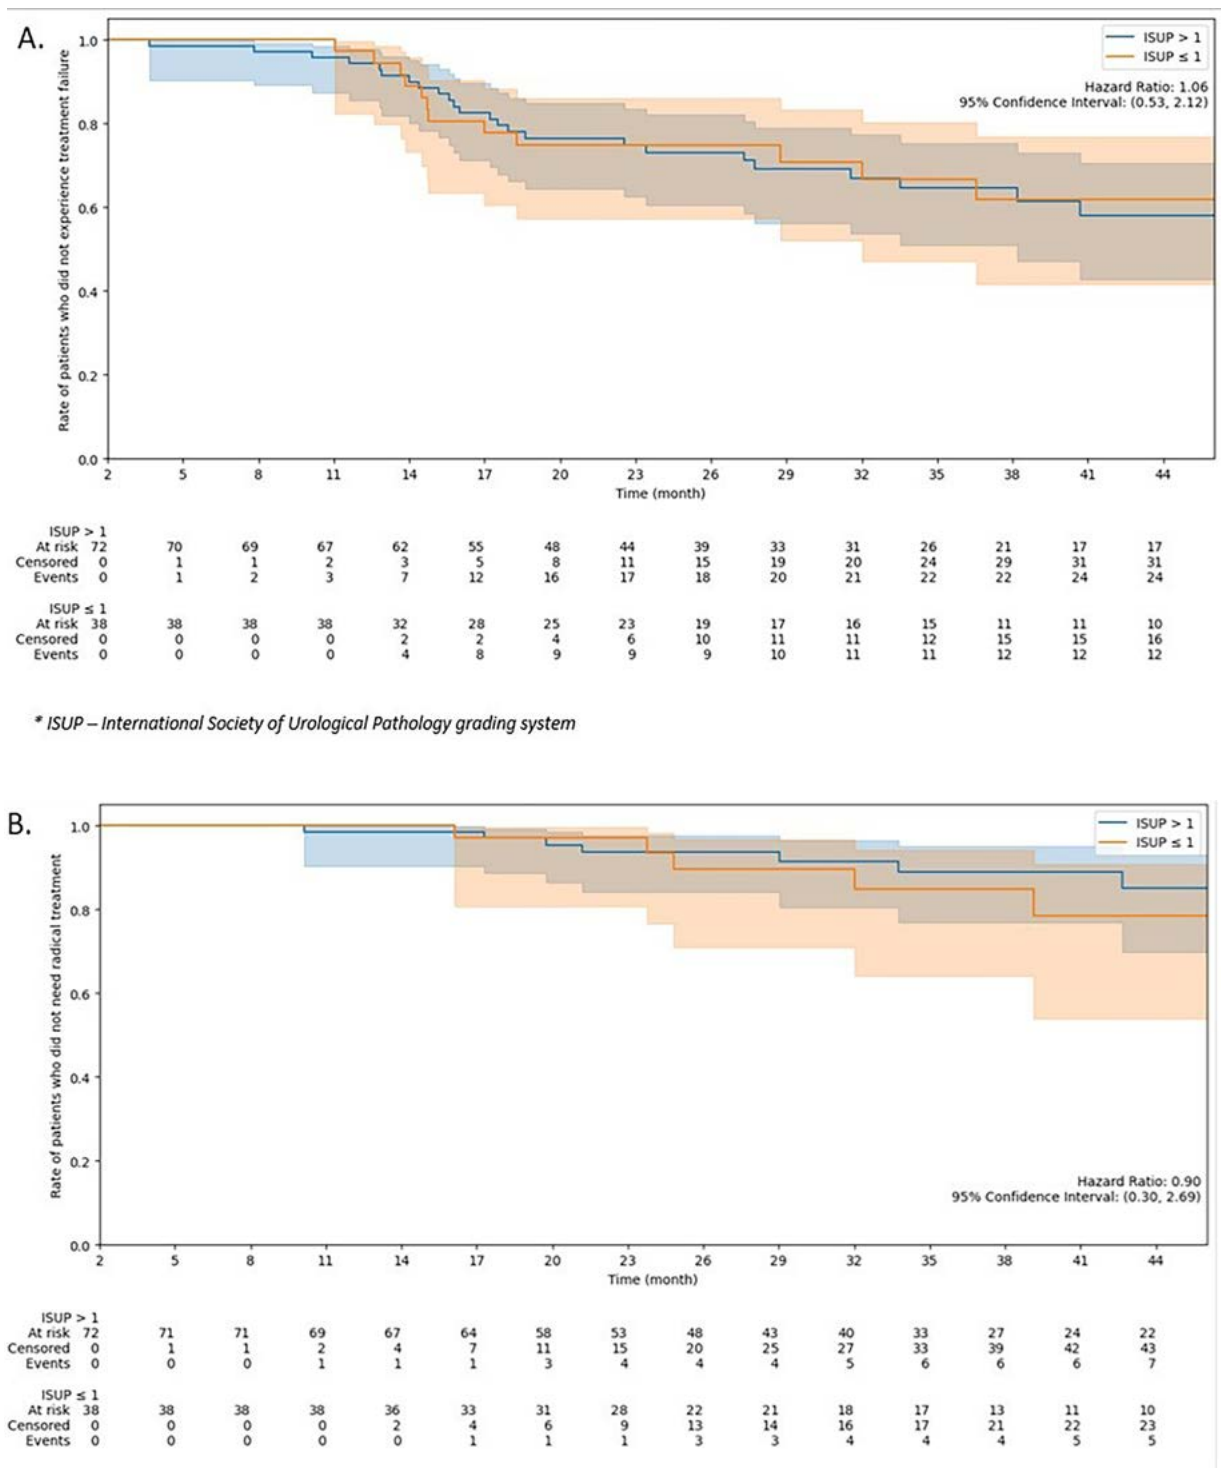 A.
1.0
0.8
0.6
0.4
0.2
0.0
Rate of patients who did not experience treatment failure
ISUP > 1
ISUP ≤ 1
Hazard Ratio: 1.06
95% Confidence Interval: (0.53, 2.12)
2 5 8 11 14 17 20 23 26 29 32 35 38 41 44
Time (month)
ISUP > 1
At risk 72 70 69 67 62 55 48 44 39 33 31 26 21 17 17
Censored 0 1 1 2 3 5 8 11 15 19 20 24 29 31 31
Events 0 1 2 3 7 12 16 17 18 20 21 22 22 24 24
ISUP ≤ 1
At risk 38 38 38 38 32 28 25 23 19 17 16 15 11 11 10
Censored 0 0 0 0 2 2 4 6 10 11 11 12 15 15 16
Events 0 0 0 0 4 8 9 9 9 10 11 11 12 12 12
* ISUP – International Society of Urological Pathology grading system
B.
1.0
0.8
0.6
0.4
0.2
0.0
Rate of patients who did not need radical treatment
ISUP > 1
ISUP ≤ 1
Hazard Ratio: 0.90
95% Confidence Interval: (0.30, 2.69)
2 5 8 11 14 17 20 23 26 29 32 35 38 41 44
Time (month)
ISUP > 1
At risk 72 71 71 69 67 64 58 53 48 43 40 33 27 24 22
Censored 0 1 1 2 4 7 11 15 20 25 27 33 39 42 43
Events 0 0 0 1 1 1 3 4 4 4 5 6 6 6 7
ISUP ≤ 1
At risk 38 38 38 38 36 33 31 28 22 21 18 17 13 11 10
Censored 0 0 0 0 2 4 6 9 13 14 16 17 21 22 23
Events 0 0 0 0 0 1 1 1 3 3 4 4 4 5 5